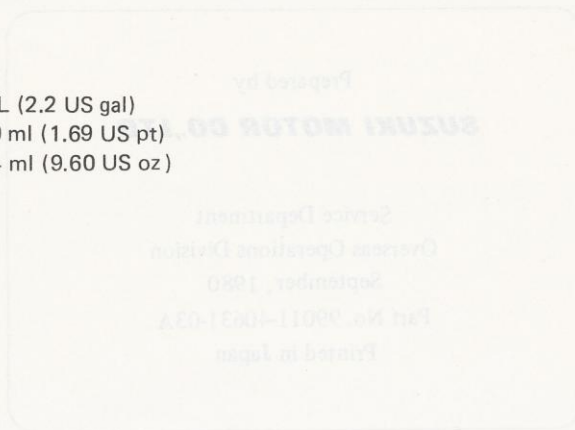 L (2.2 US gal)
ml (1.69 US pt)
ml (9.60 US oz)
Prepared by
SUZUKI MOTOR CO.,LTD.
Service Department
Overseas Operations Division
September, 1980
Part No. 99011-40631-03A
Printed in Japan